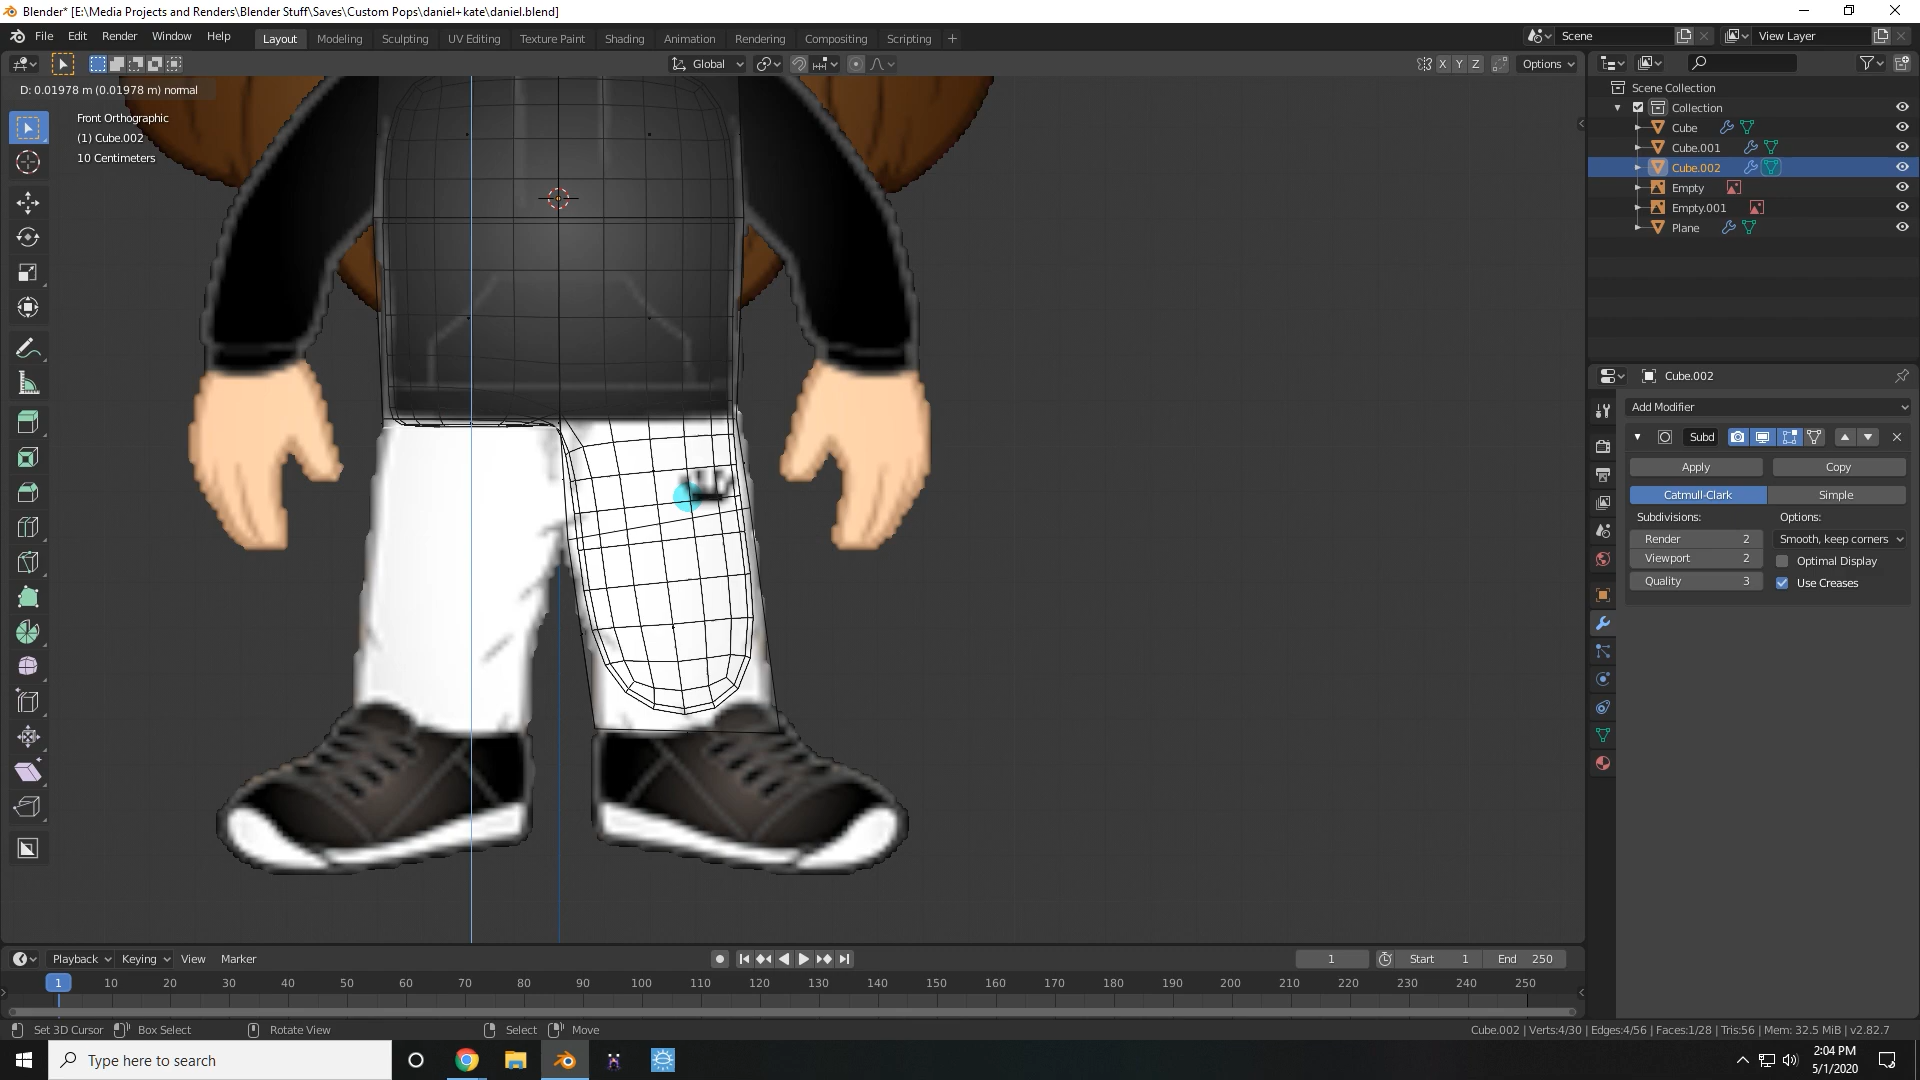 Blender* [E:\Media Projects and Renders\Blender Stuff\Saves\Custom Pops\daniel+kate\daniel.blend]
File Edit Render Window Help Layout Modeling Sculpting UV Editing Texture Paint Shading Animation Rendering Compositing Scripting + Scene View Layer
Global X Y Z Options
D: 0.01978 m (0.01978 m) normal
Front Orthographic
(1) Cube.002
10 Centimeters
Scene Collection
Collection
Cube
Cube.001
Cube.002
Empty
Empty.001
Plane
Cube.002
Add Modifier
Subd
Apply Copy
Catmull-Clark Simple
Subdivisions: Options:
Render 2 Smooth, keep corners
Viewport 2 Optimal Display
Quality 3 Use Creases
Playback Keying View Marker 1 Start 1 End 250
1 10 20 30 40 50 60 70 80 90 100 110 120 130 140 150 160 170 180 190 200 210 220 230 240 250
Set 3D Cursor Box Select Rotate View Select Move Cube.002 | Verts:4/30 | Edges:4/56 | Faces:1/28 | Tris:56 | Mem: 32.5 MiB | v2.82.7
Type here to search
2:04 PM
5/1/2020